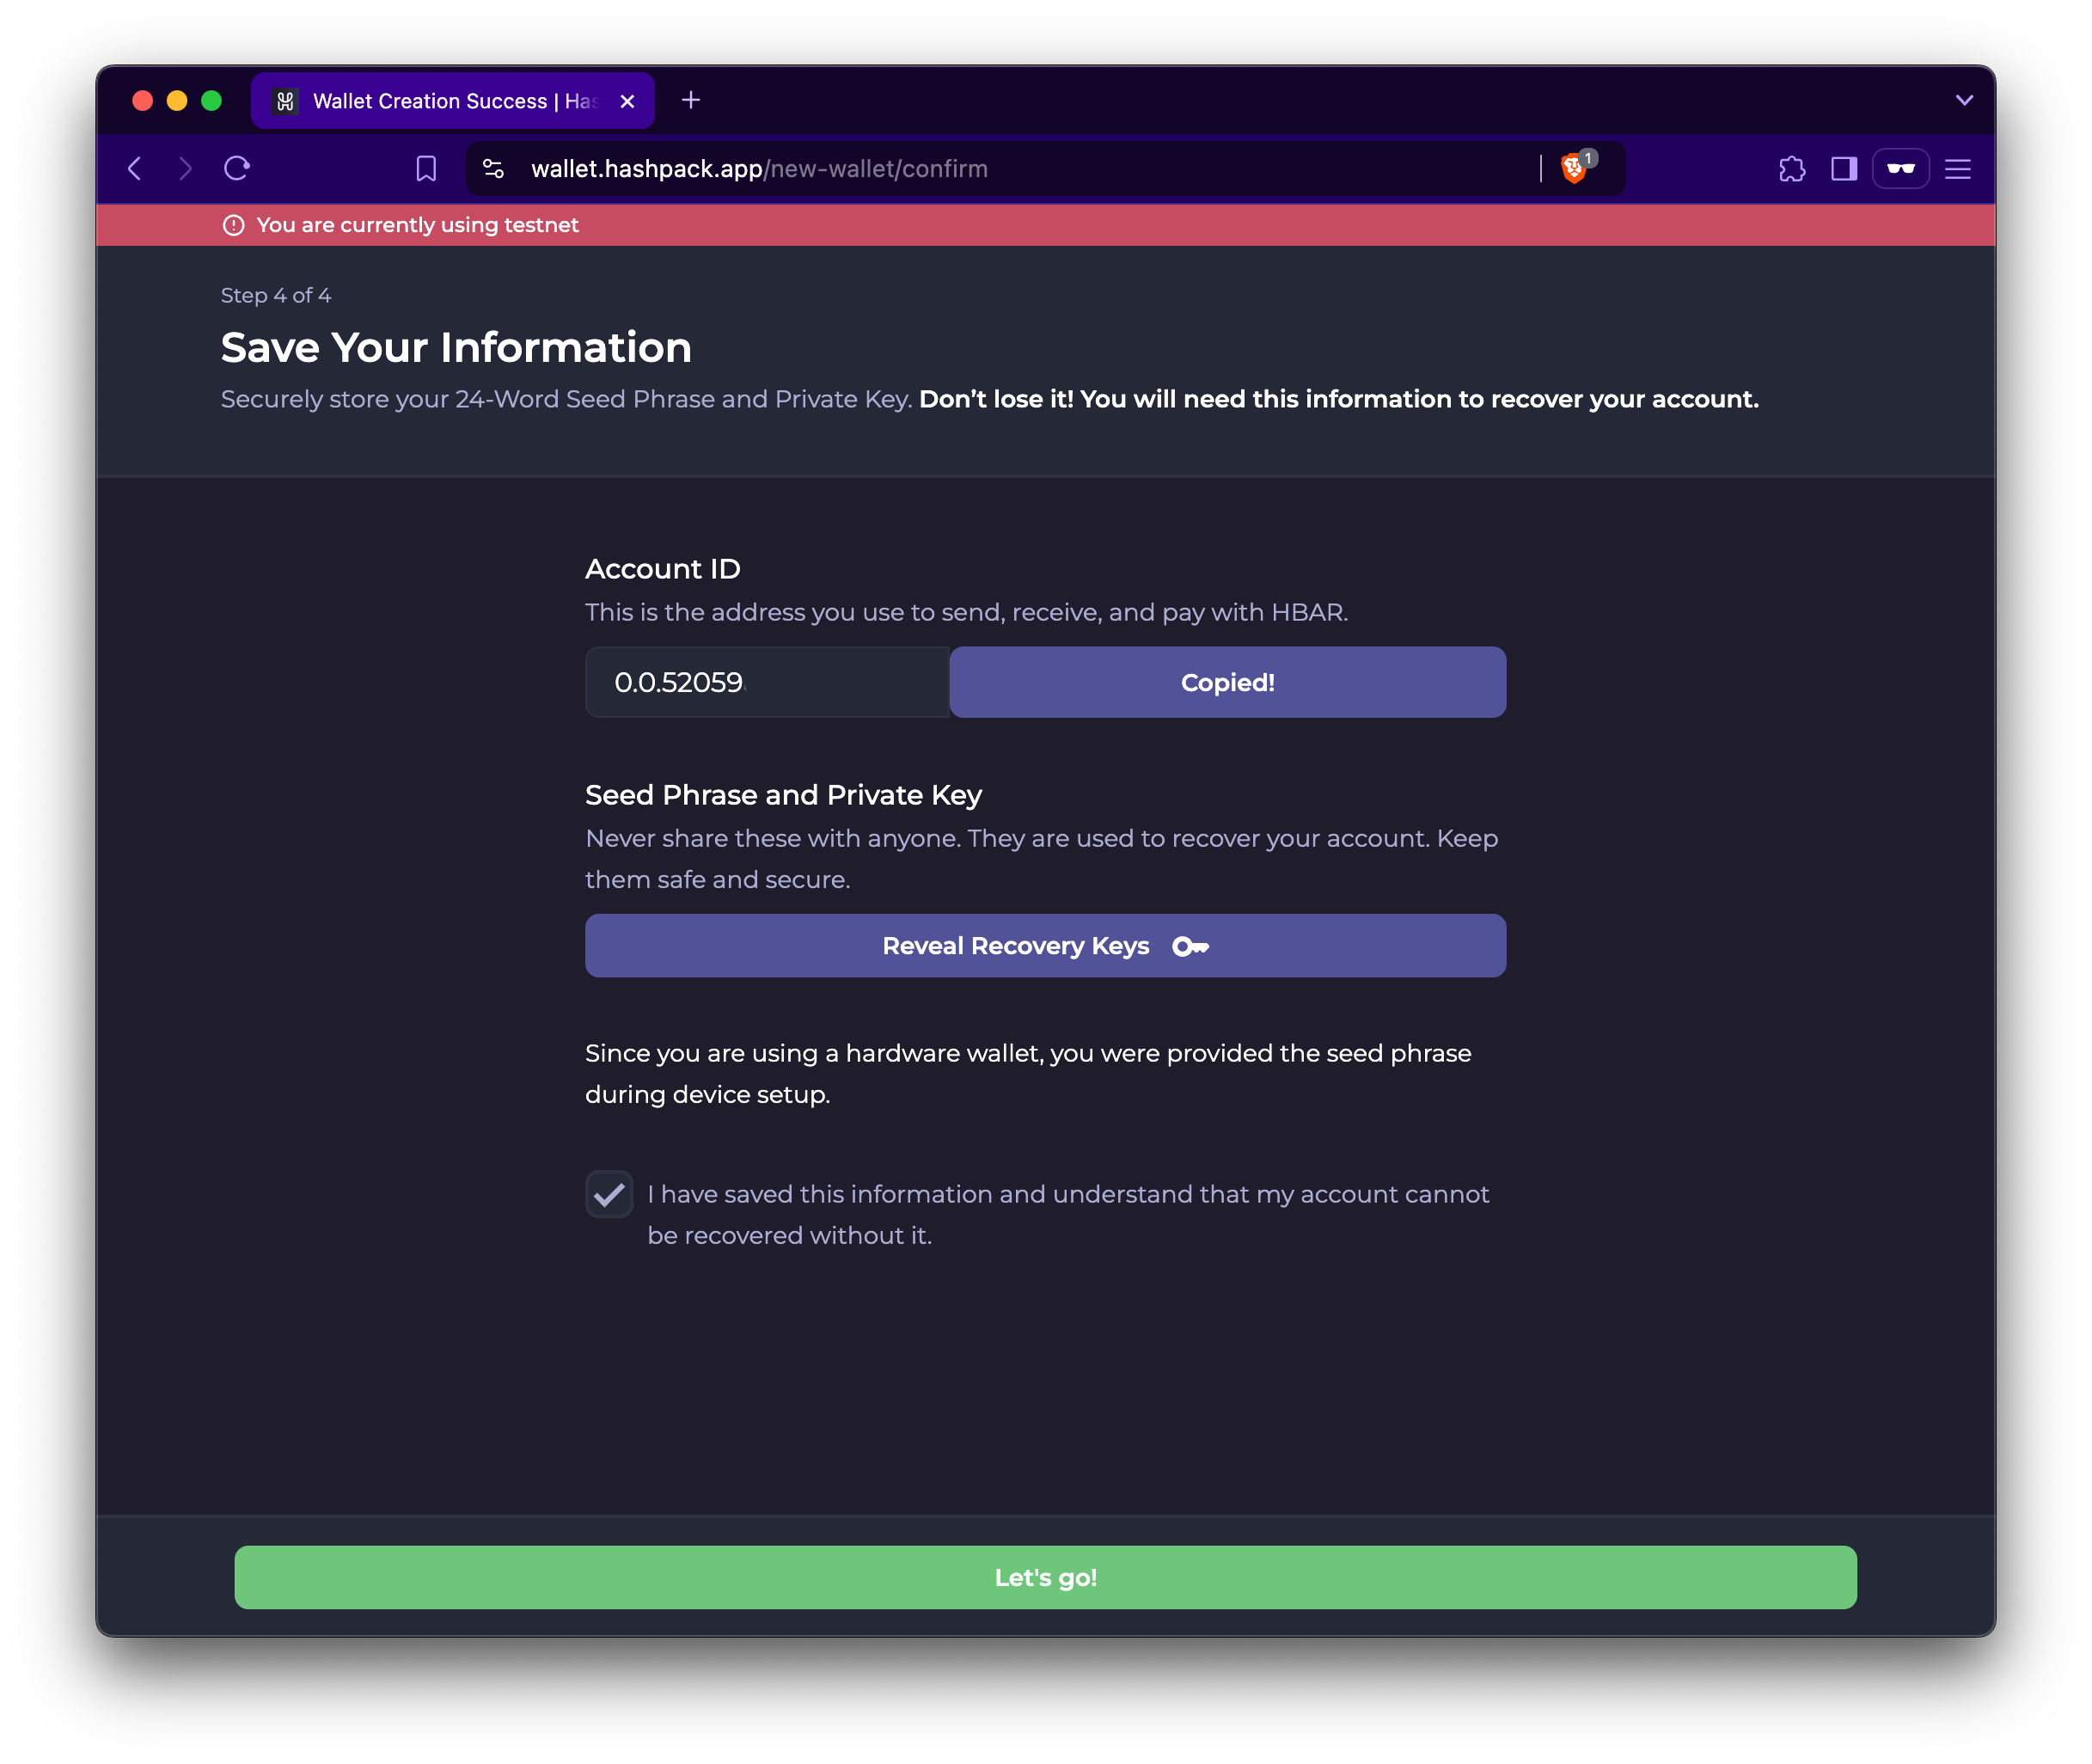 Wallet Creation Success | Has
wallet.hashpack.app/new-wallet/confirm
1
You are currently using testnet
Step 4 of 4
Save Your Information
Securely store your 24-Word Seed Phrase and Private Key. Don’t lose it! You will need this information to recover your account.
Account ID
This is the address you use to send, receive, and pay with HBAR.
0.0.52059
Copied!
Seed Phrase and Private Key
Never share these with anyone. They are used to recover your account. Keep
them safe and secure.
Reveal Recovery Keys
Since you are using a hardware wallet, you were provided the seed phrase
during device setup.
I have saved this information and understand that my account cannot
be recovered without it.
Let's go!